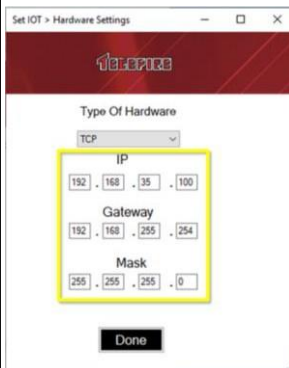 Set IOT > Hardware Settings
TELEFIRE
Type Of Hardware
TCP
IP
192 . 168 . 35 . 100
Gateway
192 . 168 . 255 . 254
Mask
255 . 255 . 255 . 0
Done